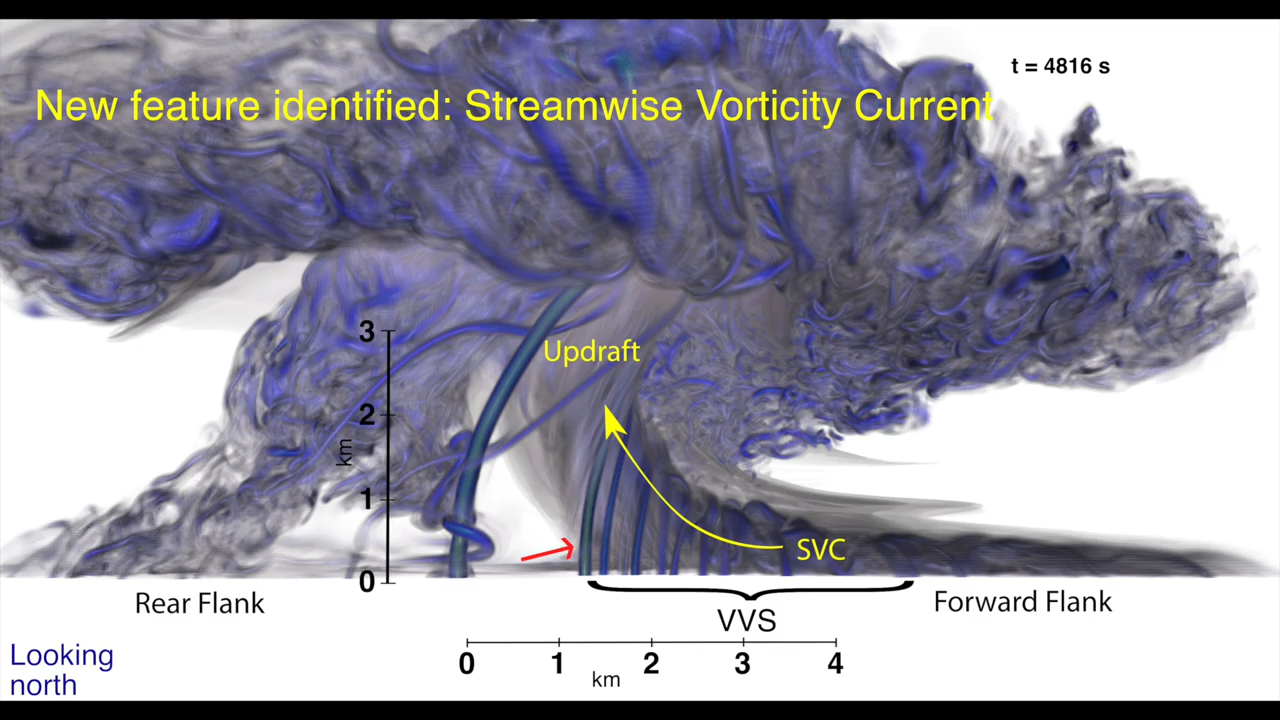 t = 4816 s
New feature identified: Streamwise Vorticity Current
3
Updraft
2
km
1
SVC
0
Rear Flank
Forward Flank
VVS
Looking
north
0 1 2 3 4
km